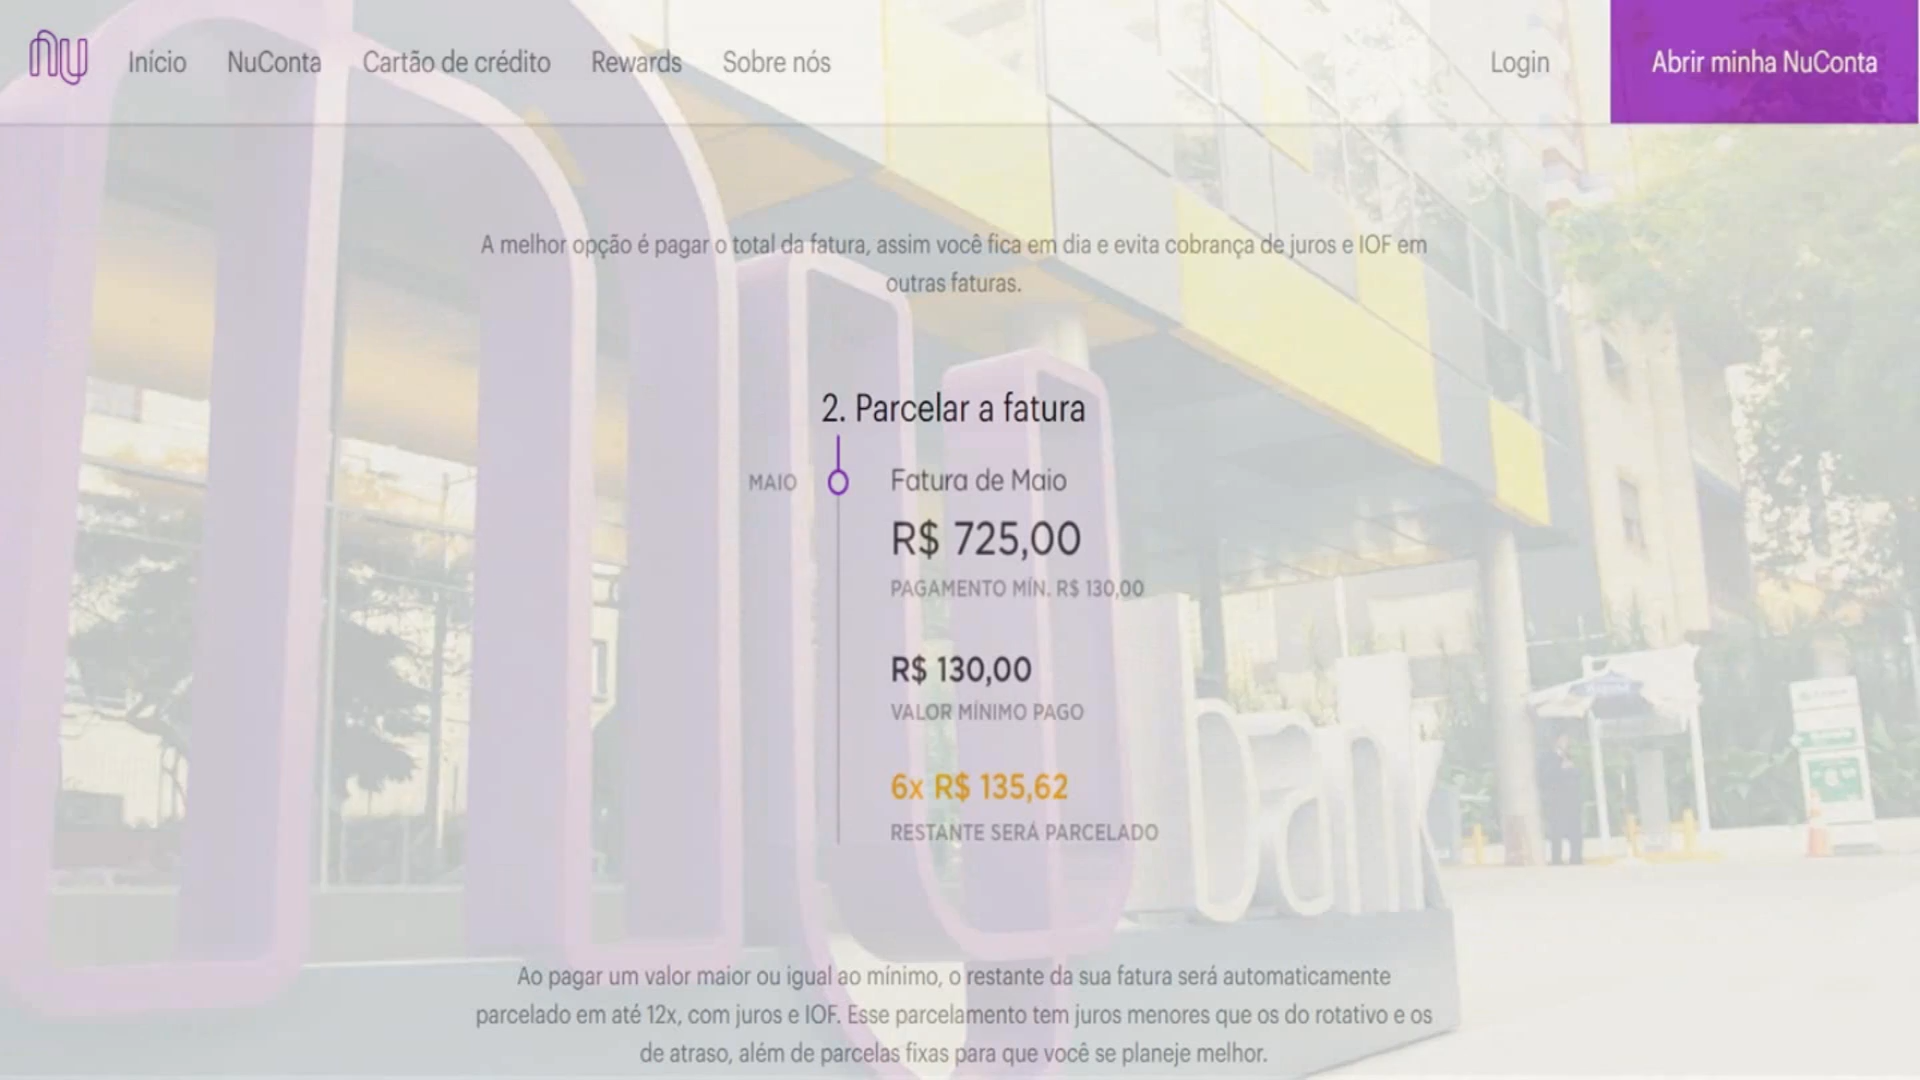 nu Início NuConta Cartão de crédito Rewards Sobre nós Login Abrir minha NuConta
A melhor opção é pagar o total da fatura, assim você fica em dia e evita cobrança de juros e IOF em
outras faturas.
2. Parcelar a fatura
MAIO Fatura de Maio
R$ 725,00
PAGAMENTO MÍN. R$ 130,00
R$ 130,00
VALOR MÍNIMO PAGO
6x R$ 135,62
RESTANTE SERÁ PARCELADO
nu bank
Ao pagar um valor maior ou igual ao mínimo, o restante da sua fatura será automaticamente
parcelado em até 12x, com juros e IOF. Esse parcelamento tem juros menores que os do rotativo e os
de atraso, além de parcelas fixas para que você se planeje melhor.